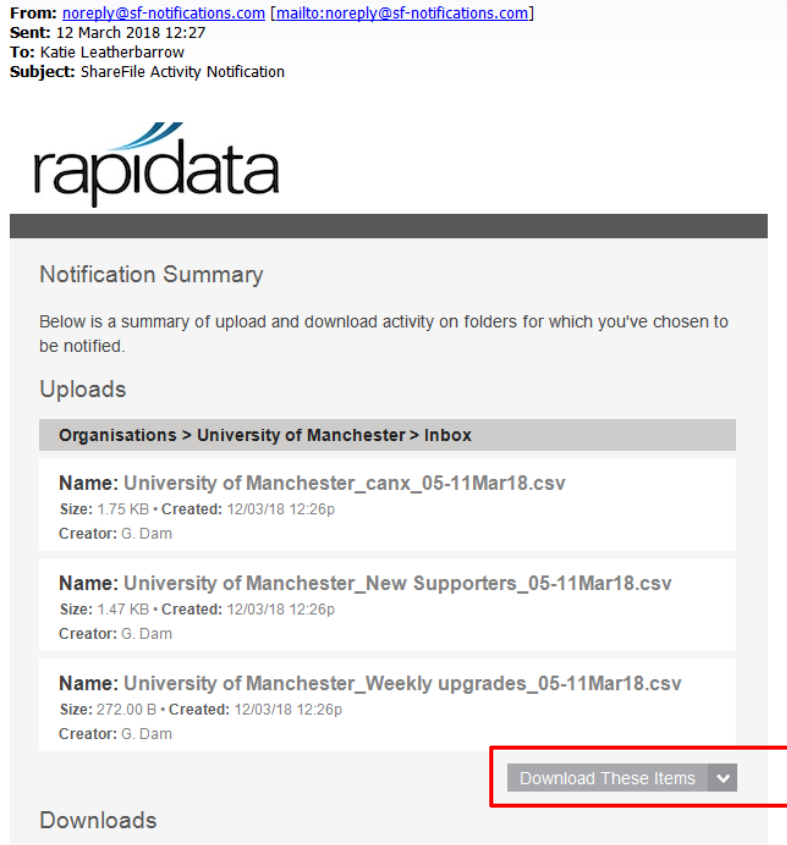 From: noreply@sf-notifications.com [mailto:noreply@sf-notifications.com]
Sent: 12 March 2018 12:27
To: Katie Leatherbarrow
Subject: ShareFile Activity Notification
rapidata
Notification Summary
Below is a summary of upload and download activity on folders for which you've chosen to
be notified.
Uploads
Organisations > University of Manchester > Inbox
Name: University of Manchester_canx_05-11Mar18.csv
Size: 1.75 KB • Created: 12/03/18 12:26p
Creator: G. Dam
Name: University of Manchester_New Supporters_05-11Mar18.csv
Size: 1.47 KB • Created: 12/03/18 12:26p
Creator: G. Dam
Name: University of Manchester_Weekly upgrades_05-11Mar18.csv
Size: 272.00 B • Created: 12/03/18 12:26p
Creator: G. Dam
Download These Items
Downloads